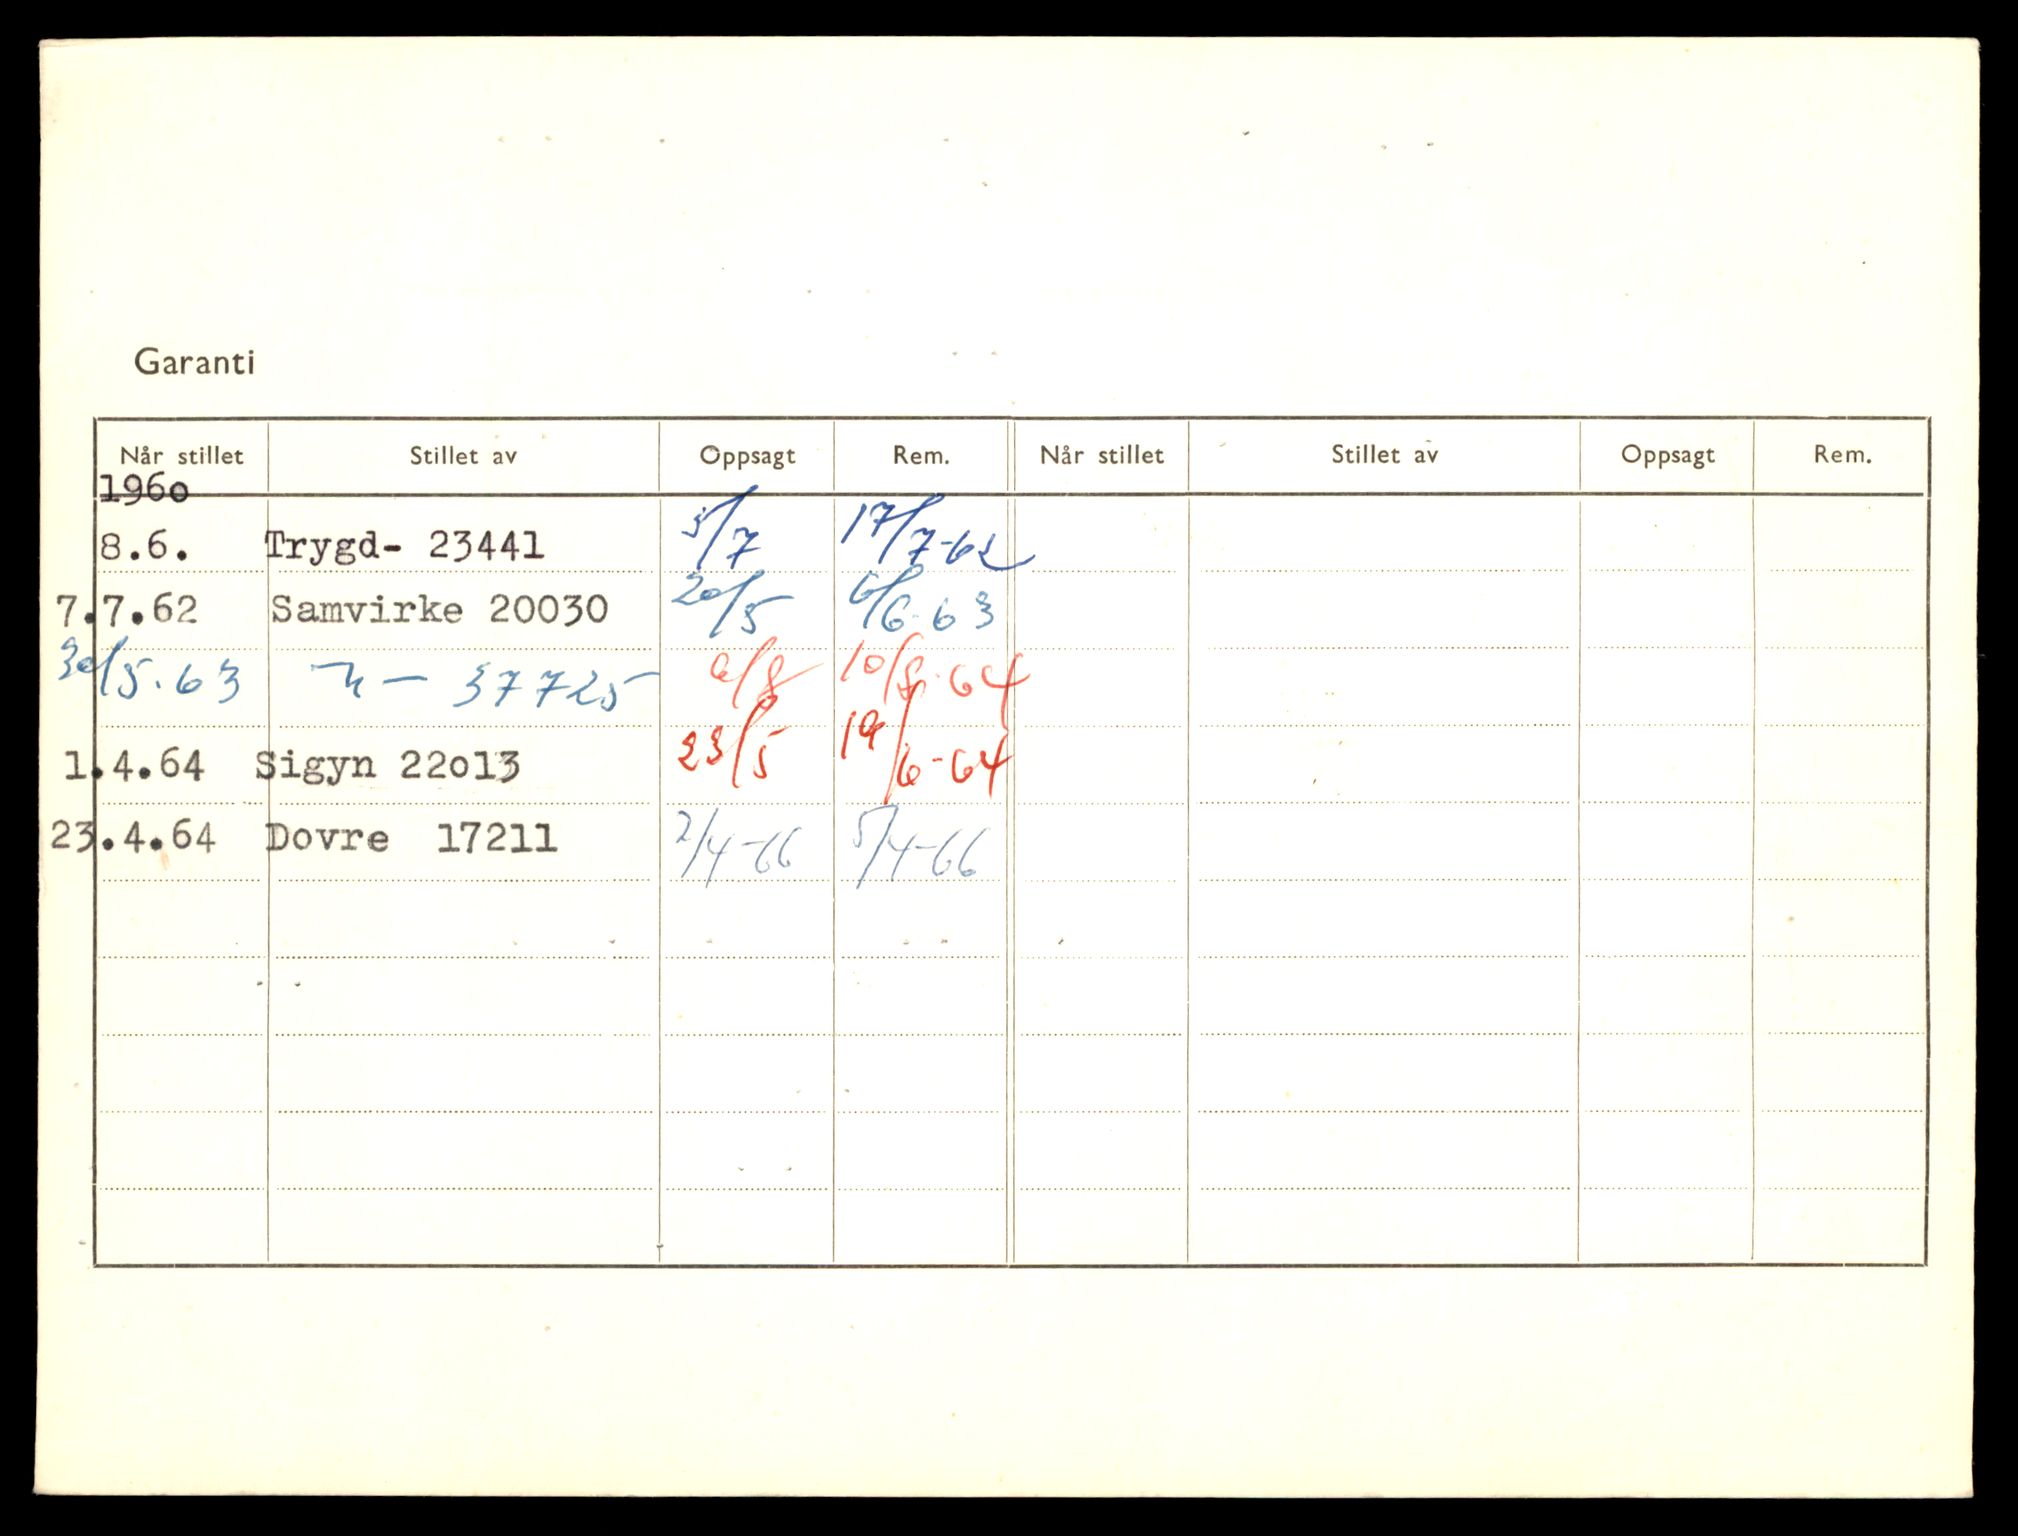 Garanti
Når stillet Stillet av Oppsagt Rem. Når stillet Stillet av Oppsagt Rem.
1960
8.6. Trygd- 23441 5/7 17/7-62
7.7.62 Samvirke 20030 20/5 6/6-63
30/5.63 — 37725 6/8 10/8-64
1.4.64 Sigyn 22013 23/5 19/6-64
23.4.64 Dovre 17211 2/4-66 5/4-66